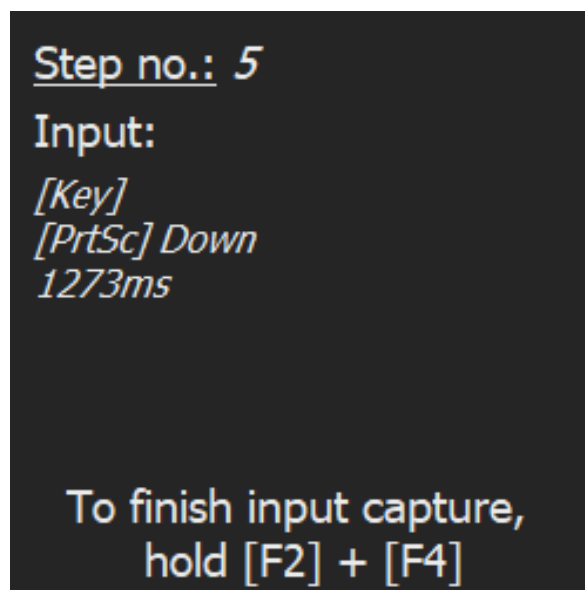 Step no.: 5
Input:
[Key]
[PrtSc] Down
1273ms
To finish input capture,
hold [F2] + [F4]